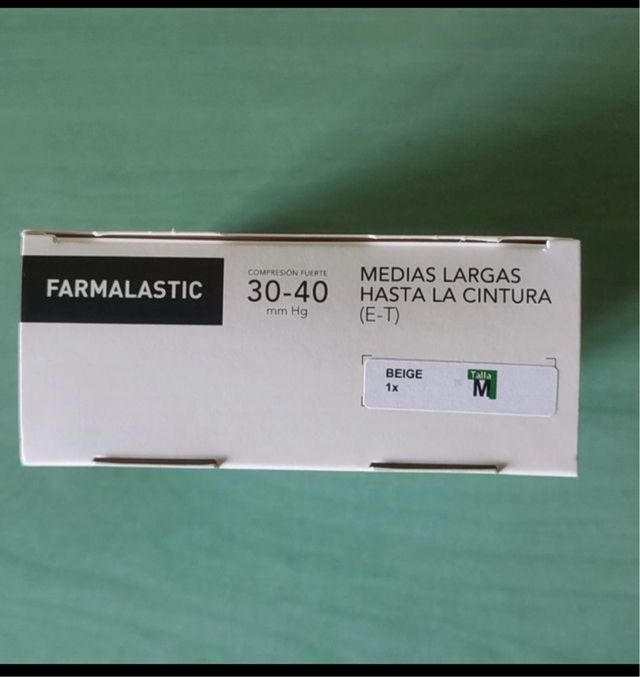 FARMALASTIC
COMPRESIÓN FUERTE
30-40
mm Hg
MEDIAS LARGAS
HASTA LA CINTURA
(E-T)
BEIGE
1x
Talla
M